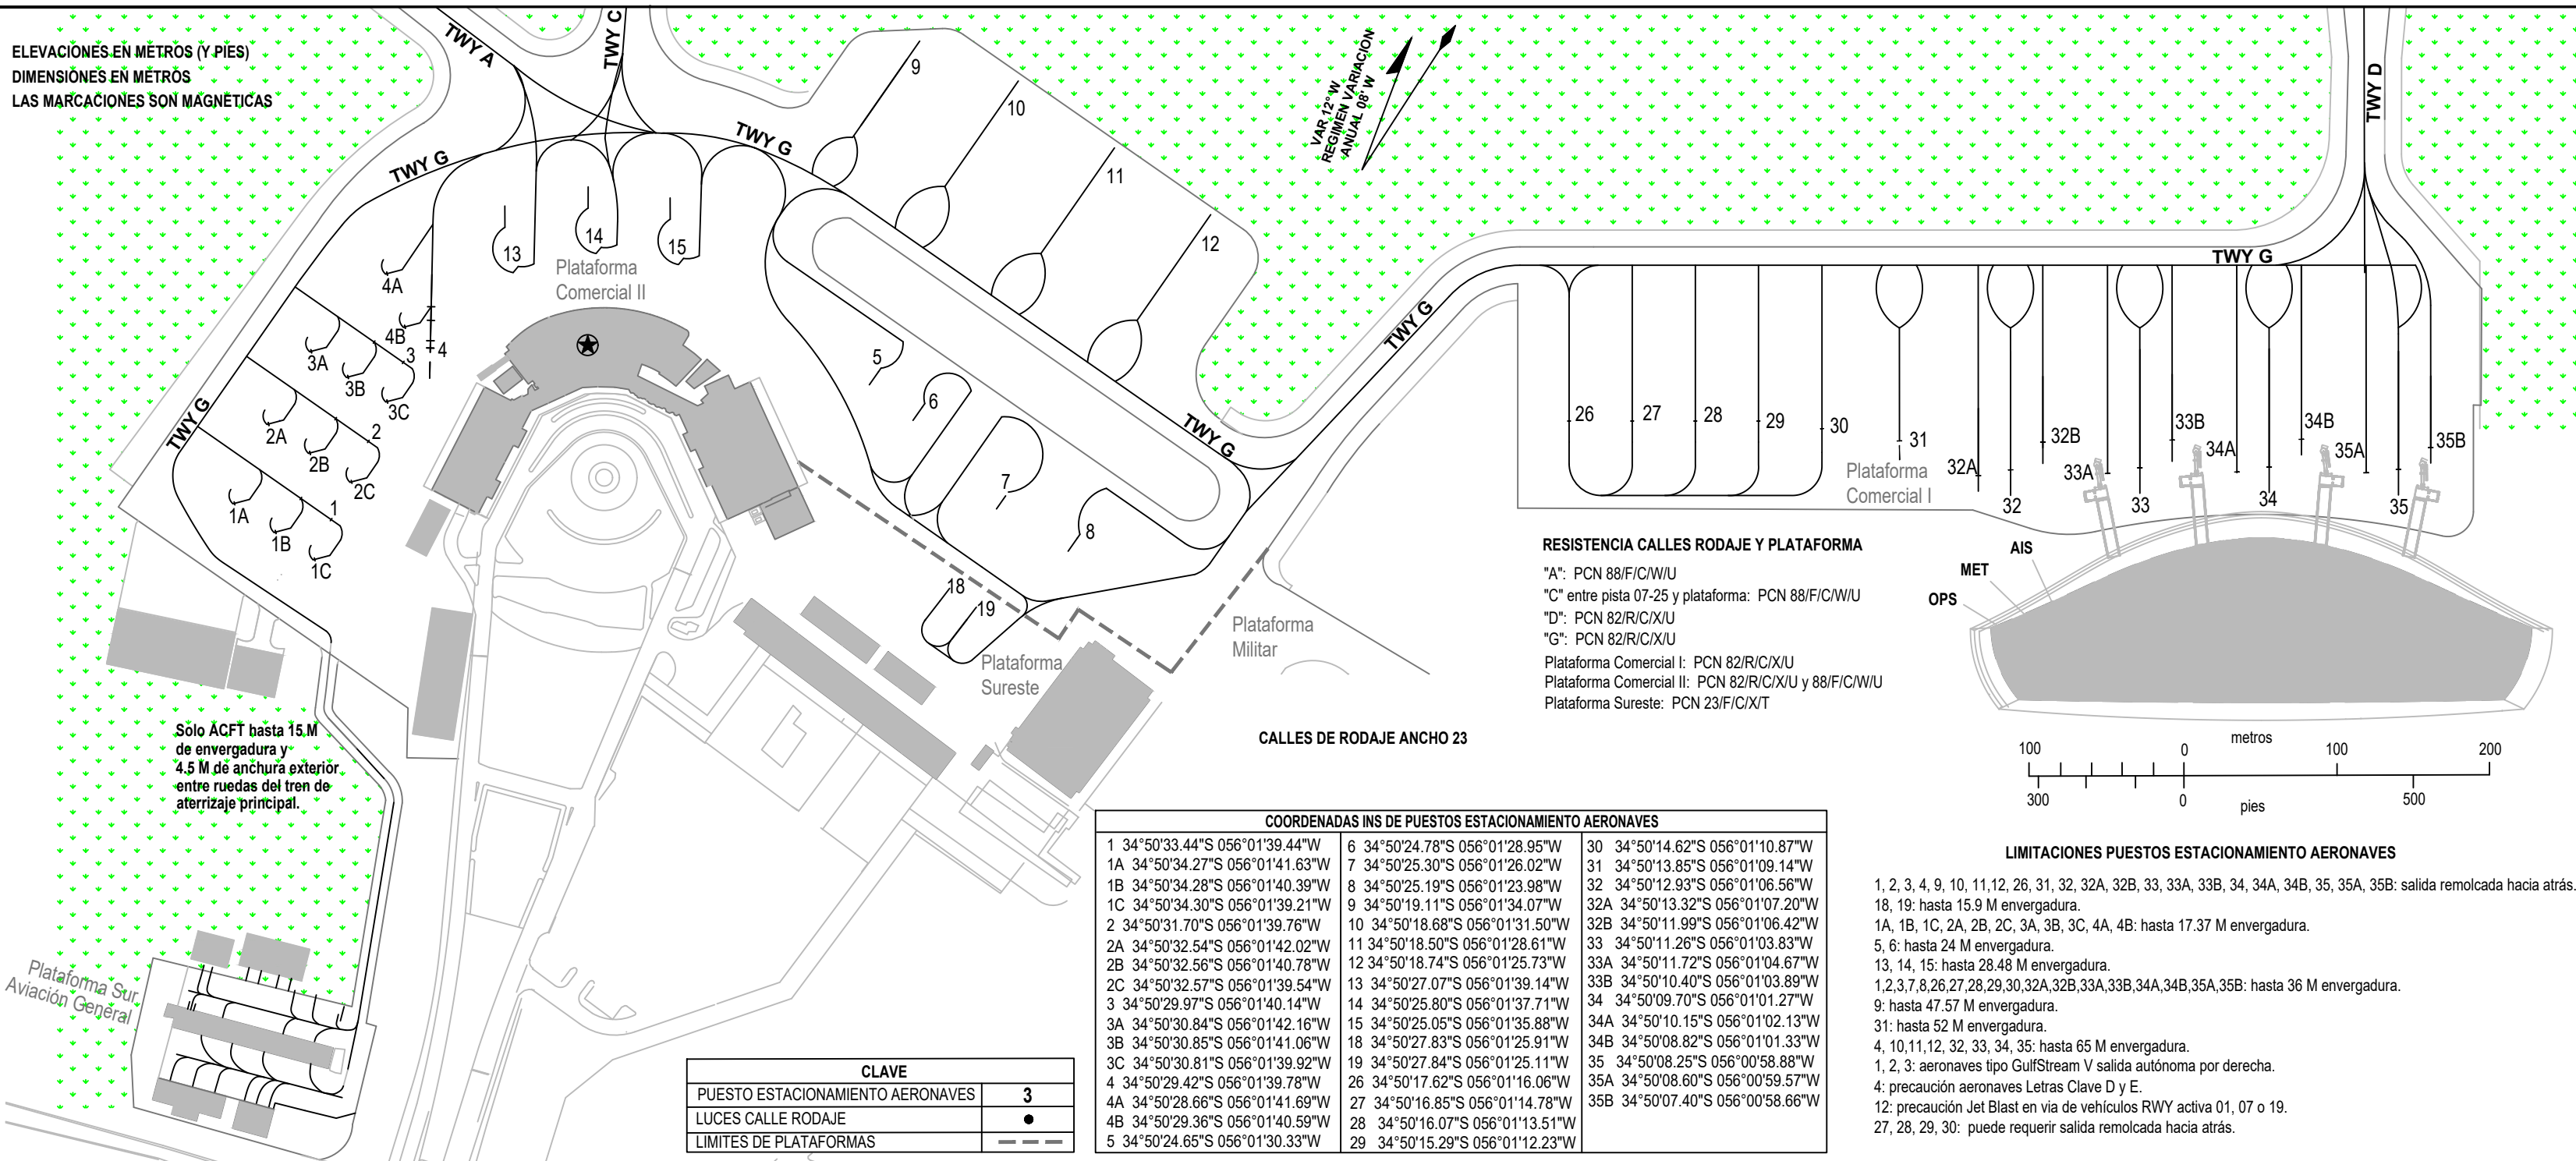 ELEVACIONES EN METROS (Y PIES)
DIMENSIONES EN METROS
LAS MARCACIONES SON MAGNETICAS
TWY A
TWY C
TWY G
TWY G
TWY G
TWY G
TWY G
TWY G
TWY D
VAR 12° W
REGIMEN VARIACION
ANUAL 08' W
9
10
11
12
13
14
15
Plataforma
Comercial II
4A
4B
4
3A
3B
3
3C
2A
2B
2
2C
1A
1B
1
1C
5
6
7
8
18
19
26
27
28
29
30
31
32A
32
32B
33A
33
33B
34A
34
34B
35A
35
35B
Plataforma
Comercial I
Plataforma
Militar
Plataforma
Sureste
AIS
MET
OPS
RESISTENCIA CALLES RODAJE Y PLATAFORMA
"A": PCN 88/F/C/W/U
"C" entre pista 07-25 y plataforma: PCN 88/F/C/W/U
"D": PCN 82/R/C/X/U
"G": PCN 82/R/C/X/U
Plataforma Comercial I: PCN 82/R/C/X/U
Plataforma Comercial II: PCN 82/R/C/X/U y 88/F/C/W/U
Plataforma Sureste: PCN 23/F/C/X/T
CALLES DE RODAJE ANCHO 23
Solo ACFT hasta 15 M
de envergadura y
4.5 M de anchura exterior
entre ruedas del tren de
aterrizaje principal.
Plataforma Sur
Aviación General
metros
100 0 100 200
300 0 500
pies
CLAVE
PUESTO ESTACIONAMIENTO AERONAVES 3
LUCES CALLE RODAJE
LIMITES DE PLATAFORMAS
COORDENADAS INS DE PUESTOS ESTACIONAMIENTO AERONAVES
1 34°50'33.44"S 056°01'39.44"W
1A 34°50'34.27"S 056°01'41.63"W
1B 34°50'34.28"S 056°01'40.39"W
1C 34°50'34.30"S 056°01'39.21"W
2 34°50'31.70"S 056°01'39.76"W
2A 34°50'32.54"S 056°01'42.02"W
2B 34°50'32.56"S 056°01'40.78"W
2C 34°50'32.57"S 056°01'39.54"W
3 34°50'29.97"S 056°01'40.14"W
3A 34°50'30.84"S 056°01'42.16"W
3B 34°50'30.85"S 056°01'41.06"W
3C 34°50'30.81"S 056°01'39.92"W
4 34°50'29.42"S 056°01'39.78"W
4A 34°50'28.66"S 056°01'41.69"W
4B 34°50'29.36"S 056°01'40.59"W
5 34°50'24.65"S 056°01'30.33"W
6 34°50'24.78"S 056°01'28.95"W
7 34°50'25.30"S 056°01'26.02"W
8 34°50'25.19"S 056°01'23.98"W
9 34°50'19.11"S 056°01'34.07"W
10 34°50'18.68"S 056°01'31.50"W
11 34°50'18.50"S 056°01'28.61"W
12 34°50'18.74"S 056°01'25.73"W
13 34°50'27.07"S 056°01'39.14"W
14 34°50'25.80"S 056°01'37.71"W
15 34°50'25.05"S 056°01'35.88"W
18 34°50'27.83"S 056°01'25.91"W
19 34°50'27.84"S 056°01'25.11"W
26 34°50'17.62"S 056°01'16.06"W
27 34°50'16.85"S 056°01'14.78"W
28 34°50'16.07"S 056°01'13.51"W
29 34°50'15.29"S 056°01'12.23"W
30 34°50'14.62"S 056°01'10.87"W
31 34°50'13.85"S 056°01'09.14"W
32 34°50'12.93"S 056°01'06.56"W
32A 34°50'13.32"S 056°01'07.20"W
32B 34°50'11.99"S 056°01'06.42"W
33 34°50'11.26"S 056°01'03.83"W
33A 34°50'11.72"S 056°01'04.67"W
33B 34°50'10.40"S 056°01'03.89"W
34 34°50'09.70"S 056°01'01.27"W
34A 34°50'10.15"S 056°01'02.13"W
34B 34°50'08.82"S 056°01'01.33"W
35 34°50'08.25"S 056°00'58.88"W
35A 34°50'08.60"S 056°00'59.57"W
35B 34°50'07.40"S 056°00'58.66"W
LIMITACIONES PUESTOS ESTACIONAMIENTO AERONAVES
1, 2, 3, 4, 9, 10, 11,12, 26, 31, 32, 32A, 32B, 33, 33A, 33B, 34, 34A, 34B, 35, 35A, 35B: salida remolcada hacia atrás.
18, 19: hasta 15.9 M envergadura.
1A, 1B, 1C, 2A, 2B, 2C, 3A, 3B, 3C, 4A, 4B: hasta 17.37 M envergadura.
5, 6: hasta 24 M envergadura.
13, 14, 15: hasta 28.48 M envergadura.
1,2,3,7,8,26,27,28,29,30,32A,32B,33A,33B,34A,34B,35A,35B: hasta 36 M envergadura.
9: hasta 47.57 M envergadura.
31: hasta 52 M envergadura.
4, 10,11,12, 32, 33, 34, 35: hasta 65 M envergadura.
1, 2, 3: aeronaves tipo GulfStream V salida autónoma por derecha.
4: precaución aeronaves Letras Clave D y E.
12: precaución Jet Blast en via de vehículos RWY activa 01, 07 o 19.
27, 28, 29, 30: puede requerir salida remolcada hacia atrás.